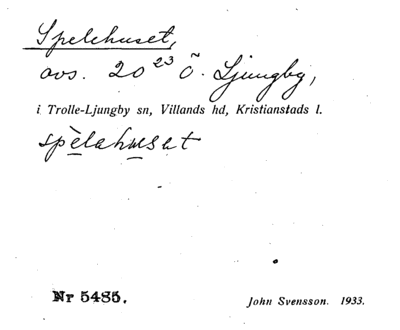 Spelehuset,
avs. 20²³ Ö. Ljungby,
i Trolle-Ljungby sn, Villands hd, Kristianstads l.
spèlahuset
Nr 5485.
John Svensson. 1933.